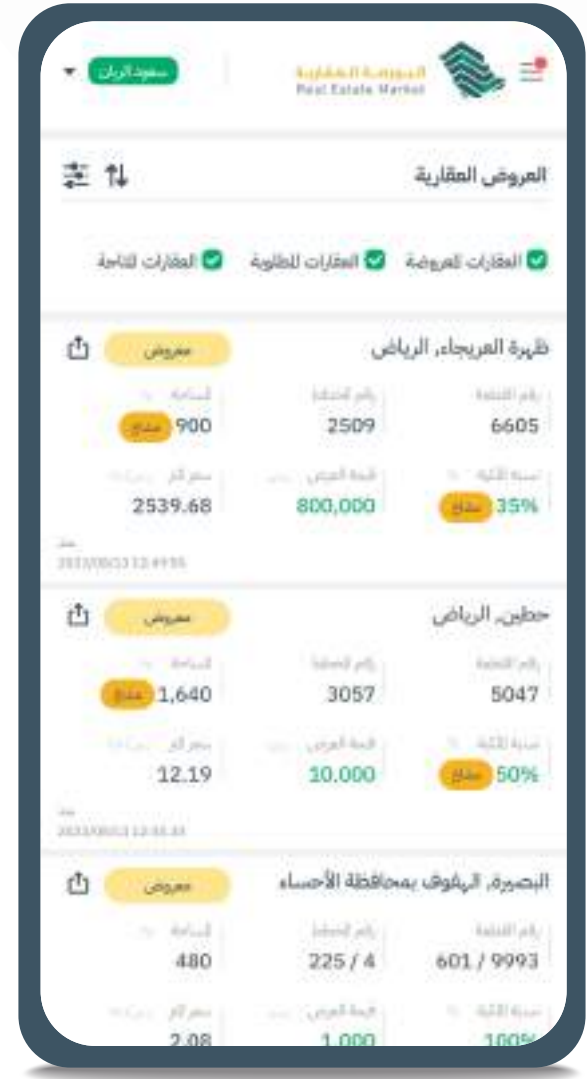 البورصة العقارية
Real Estate Market
العروض العقارية
العقارات المعروضة العقارات المطلوبة العقارات المتاحة
ظهرة العريجاء, الرياض معروض
رقم القطعة رقم المخطط المساحة
6605 2509 900 مشاع
نسبة الملكية % قيمة العرض سعر المتر
35% مشاع 800,000 2539.68
منذ
حطين, الرياض معروض
رقم القطعة رقم المخطط المساحة
5047 3057 1,640 مشاع
نسبة الملكية % قيمة العرض سعر المتر
50% مشاع 10,000 12.19
منذ
البصيرة, الهفوف بمحافظة الأحساء معروض
رقم القطعة رقم المخطط المساحة
601 / 9993 225 / 4 480
نسبة الملكية % قيمة العرض سعر المتر
100% 1,000 2.08